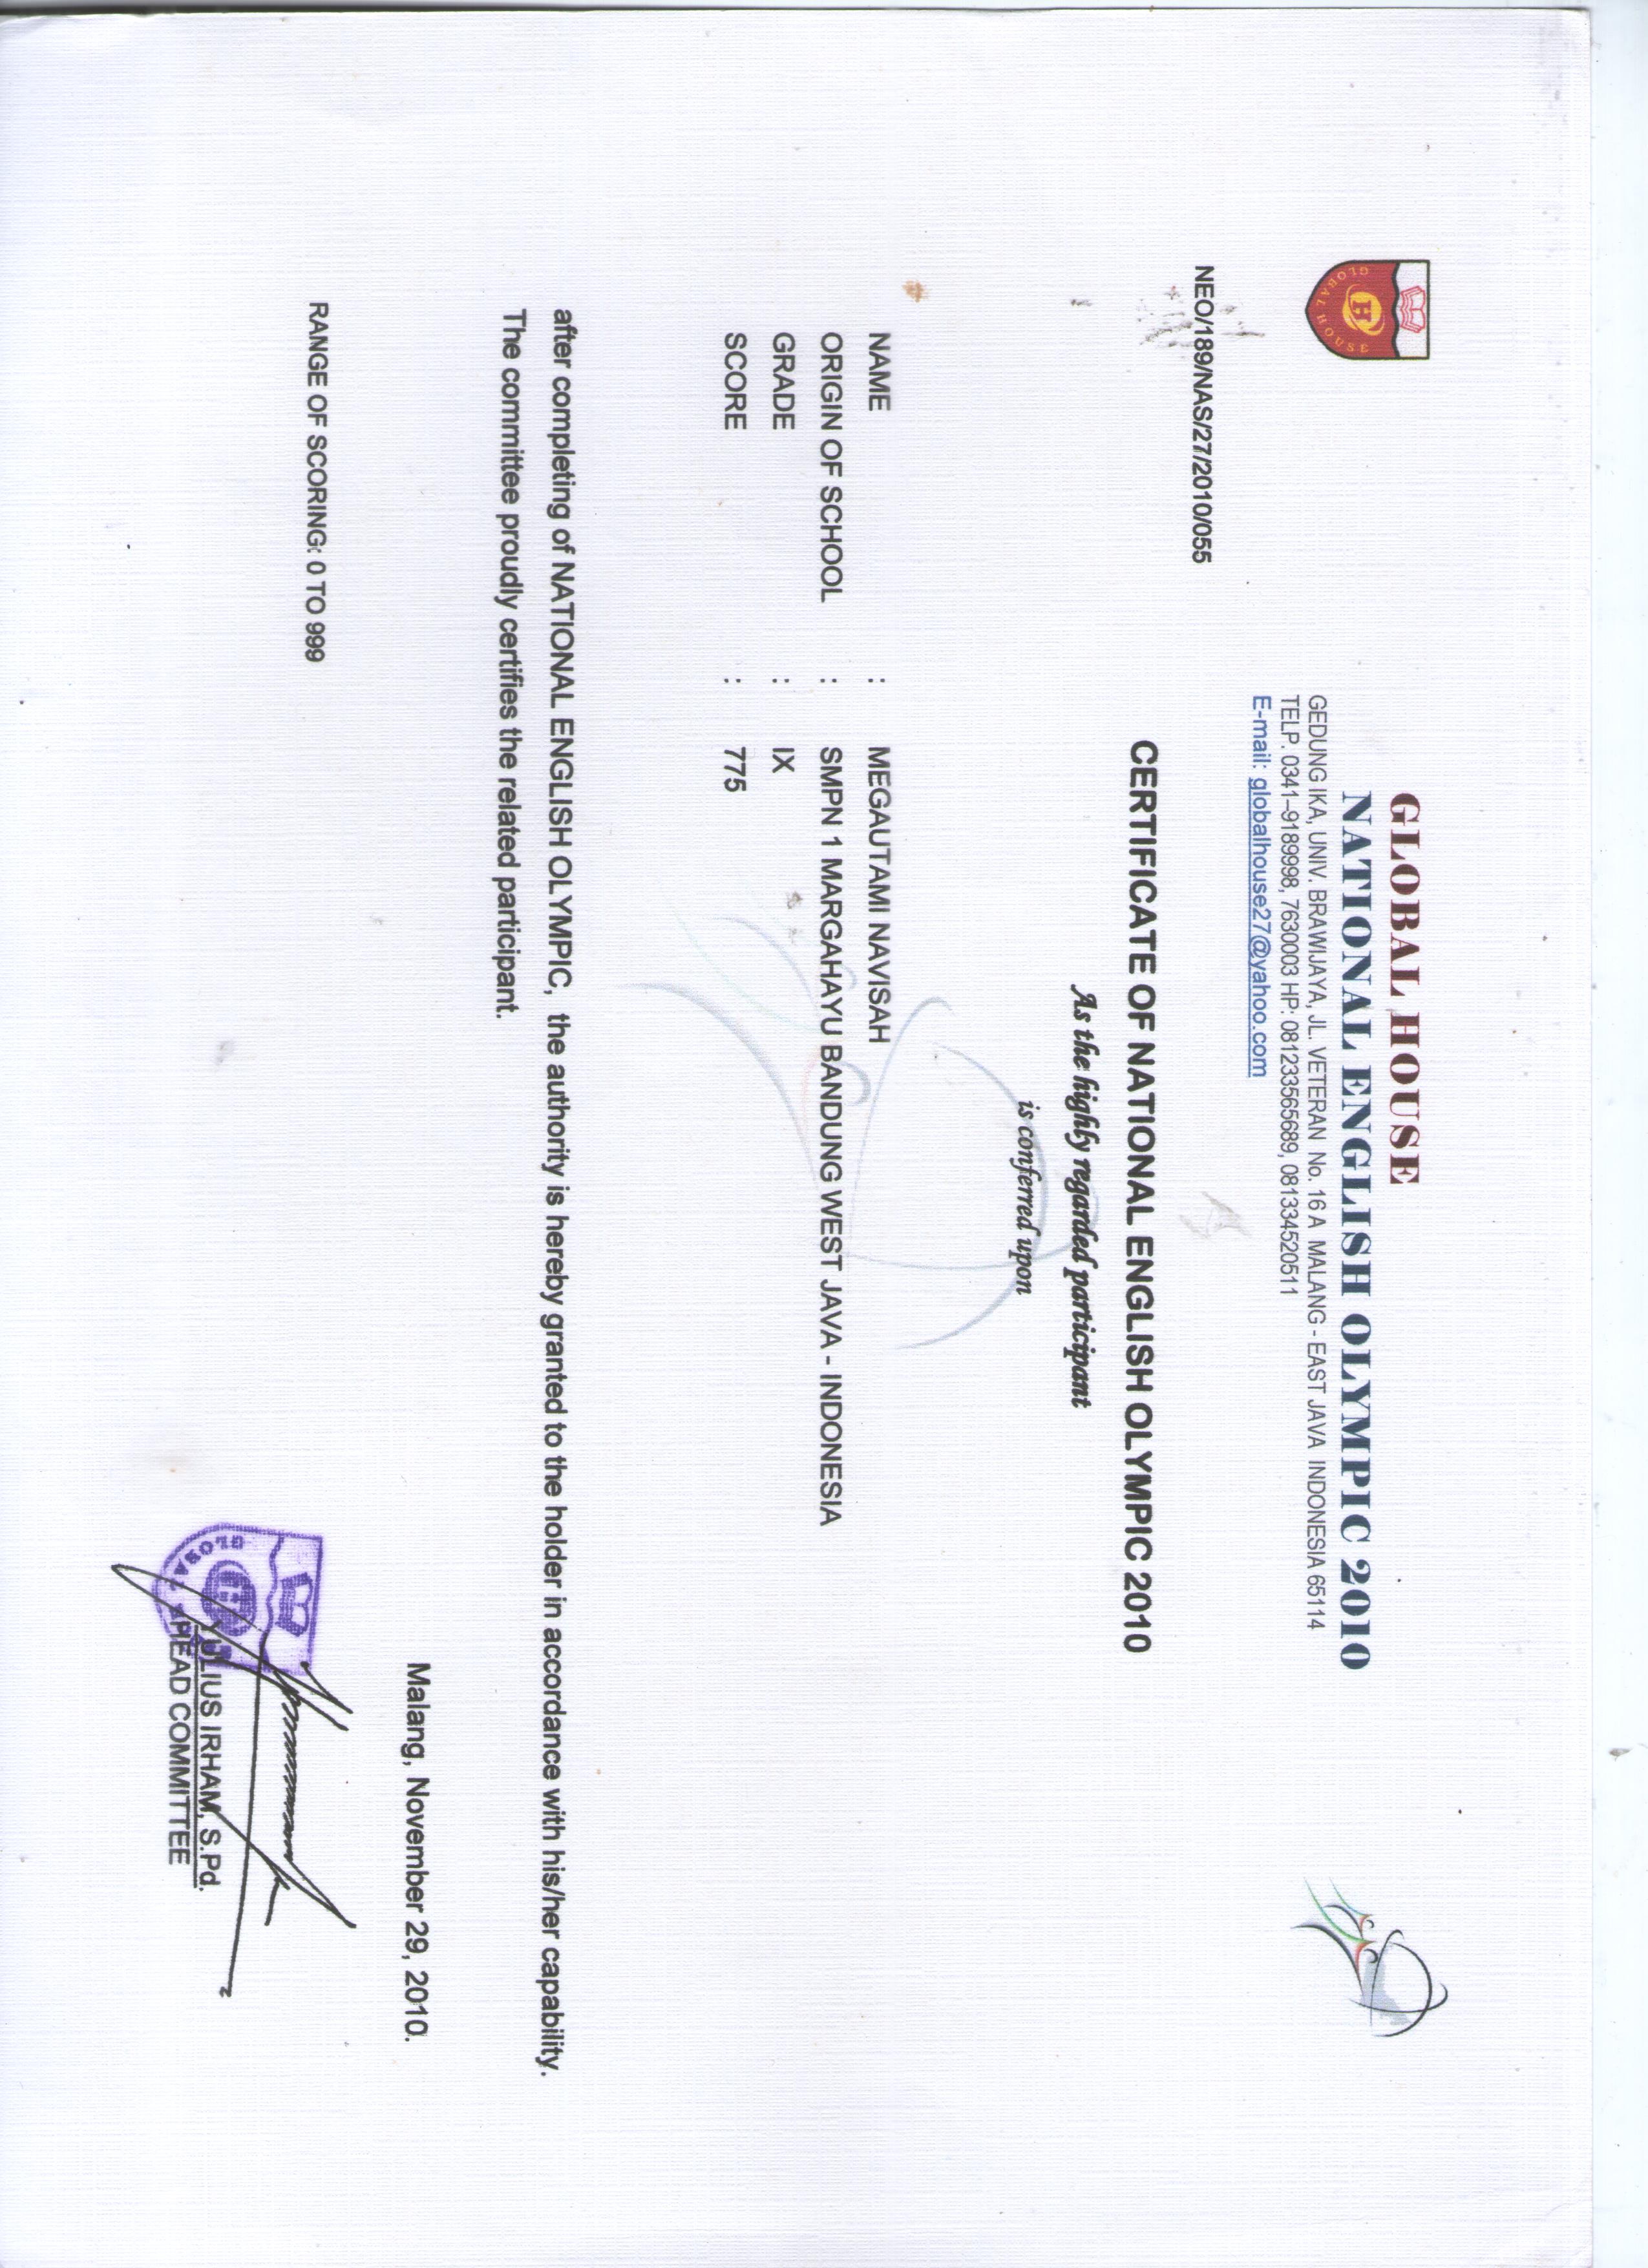 GLOBAL HOUSE
GLOBAL HOUSE
NATIONAL ENGLISH OLYMPIC 2010
GEDUNG IKA, UNIV. BRAWIJAYA, JL. VETERAN No. 16 A MALANG - EAST JAVA INDONESIA 65114
TELP. 0341–9189998, 7630003 HP: 081233565689, 081334520511
E-mail: globalhouse27@yahoo.com
NEO/189/NAS/27/2010/055
CERTIFICATE OF NATIONAL ENGLISH OLYMPIC 2010
As the highly regarded participant
is conferred upon
NAME : MEGAUTAMI NAVISAH
ORIGIN OF SCHOOL : SMPN 1 MARGAHAYU BANDUNG WEST JAVA - INDONESIA
GRADE : IX
SCORE : 775
after completing of NATIONAL ENGLISH OLYMPIC, the authority is hereby granted to the holder in accordance with his/her capability.
The committee proudly certifies the related participant.
Malang, November 29, 2010.
RANGE OF SCORING: 0 TO 999
H
GLOBAL
YULIUS IRHAM, S.Pd.
HEAD COMMITTEE